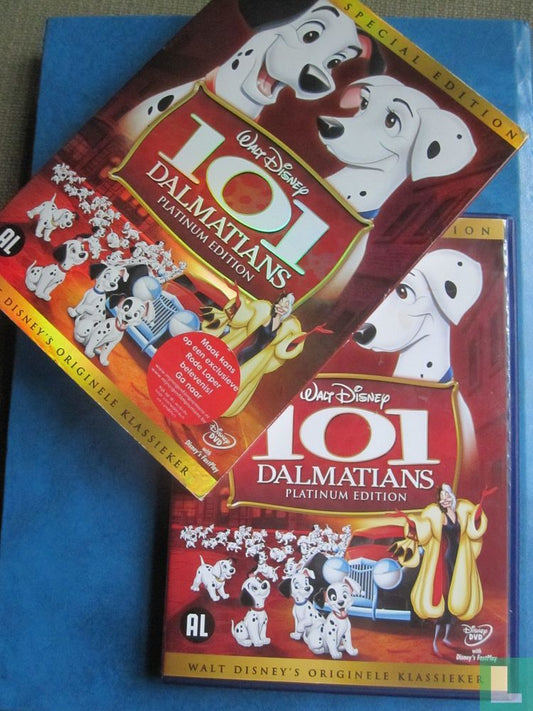 SPECIAL EDITION
WALT DISNEY
101
DALMATIANS
PLATINUM EDITION
AL
Maak kans
op een exclusieve
Rode Loper
belevenis!
Ga naar
DISNEY'S ORIGINELE KLASSIEKER
Disney
DVD
with
Disney's FastPlay
WALT DISNEY
101
DALMATIANS
PLATINUM EDITION
AL
Disney
DVD
with
Disney's FastPlay
WALT DISNEY'S ORIGINELE KLASSIEKER